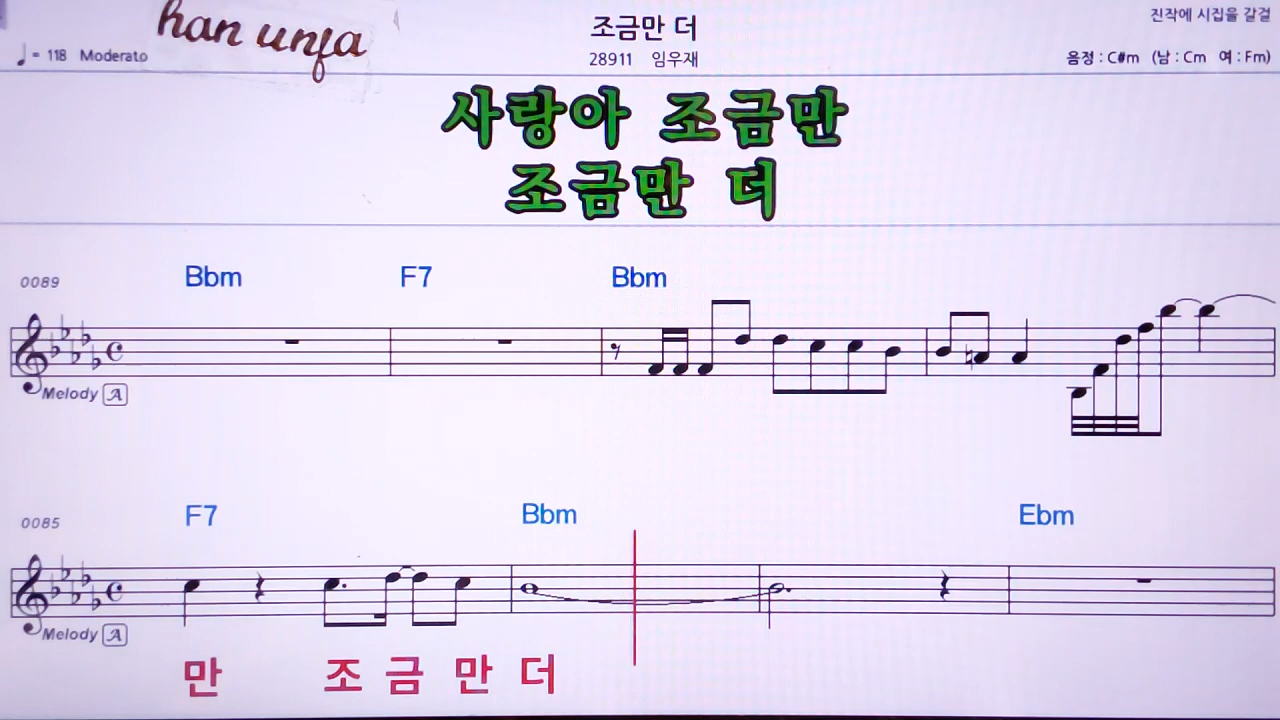 han unja
조금만 더
진작에 시집을 갈걸
♩= 118 Moderato
28911 임우재
음정 : C#m (남 : Cm 여 : Fm)
사랑아 조금만
조금만 더
0089
Bbm F7 Bbm
Melody A
0085
F7 Bbm Ebm
Melody A
만 조 금 만 더